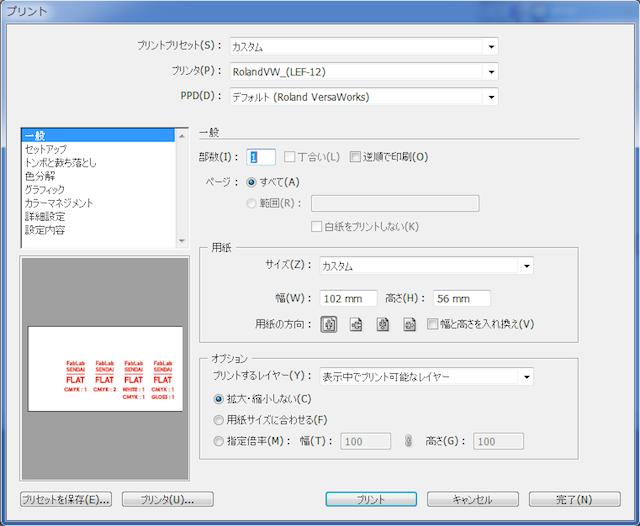 プリント
プリントプリセット(S)： カスタム
プリンタ(P)： RolandVW_(LEF-12)
PPD(D)： デフォルト (Roland VersaWorks)
一般
セットアップ
トンボと裁ち落とし
色分解
グラフィック
カラーマネジメント
詳細設定
設定内容
一般
部数(I)： 1 丁合い(L) 逆順で印刷(O)
ページ： すべて(A)
範囲(R)：
白紙をプリントしない(K)
用紙
サイズ(Z)： カスタム
幅(W)： 102 mm 高さ(H)： 56 mm
用紙の方向： 幅と高さを入れ換え(V)
オプション
プリントするレイヤー(Y)： 表示中でプリント可能なレイヤー
拡大・縮小しない(C)
用紙サイズに合わせる(F)
指定倍率(M)： 幅(T)： 100 高さ(G)： 100
FabLab FabLab FabLab FabLab
SENDAI SENDAI SENDAI SENDAI
FLAT FLAT FLAT FLAT
CMYK : 1 CMYK : 2 WHITE : 1 CMYK : 1
CMYK : 1 GLOSS : 1
プリセットを保存(E)... プリンタ(U)... プリント キャンセル 完了(N)